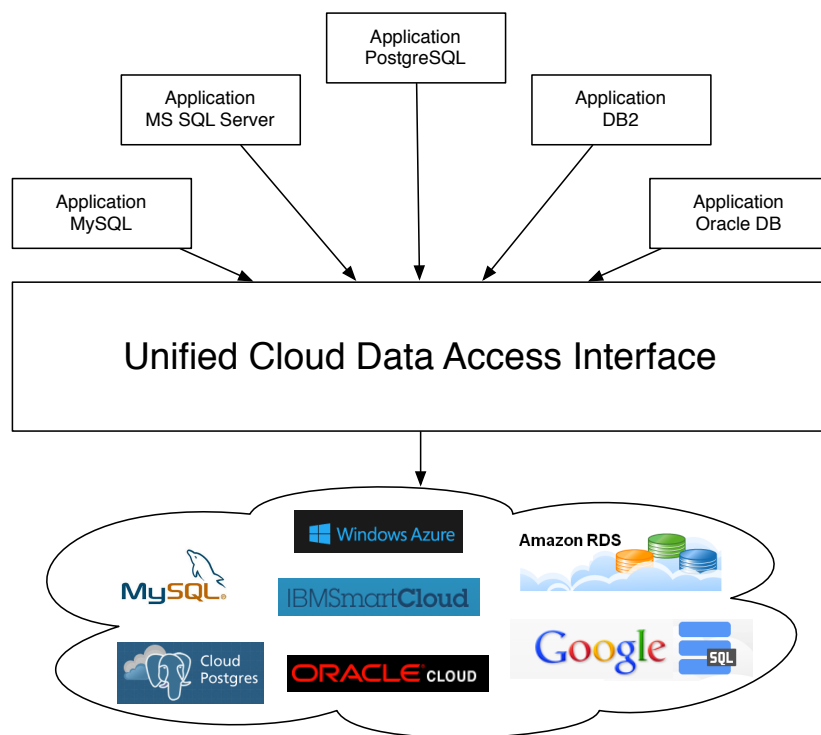 Application
PostgreSQL
Application
MS SQL Server
Application
DB2
Application
MySQL
Application
Oracle DB
Unified Cloud Data Access Interface
Windows Azure
Amazon RDS
MySQL®
IBMSmartCloud
Cloud
Postgres
ORACLE® CLOUD
Google
SQL